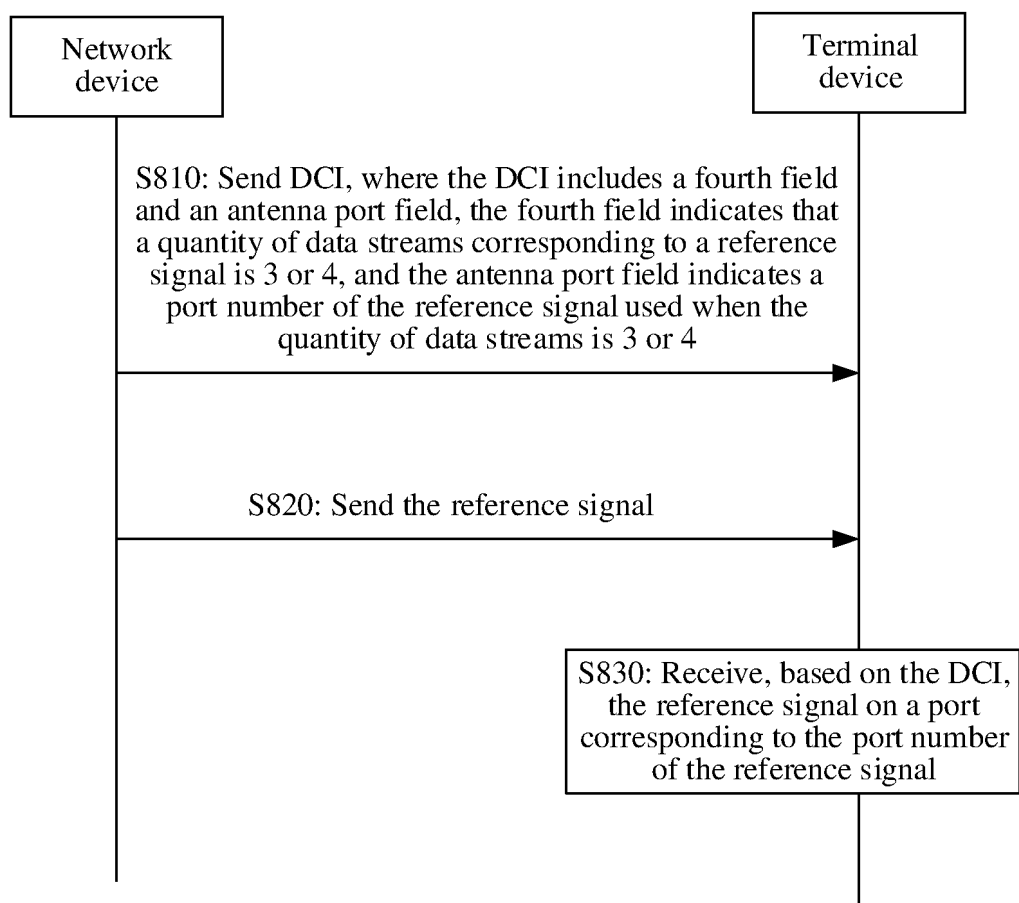 Network
device
Terminal
device
S810: Send DCI, where the DCI includes a fourth field
and an antenna port field, the fourth field indicates that
a quantity of data streams corresponding to a reference
signal is 3 or 4, and the antenna port field indicates a
port number of the reference signal used when the
quantity of data streams is 3 or 4
S820: Send the reference signal
S830: Receive, based on the DCI,
the reference signal on a port
corresponding to the port number
of the reference signal